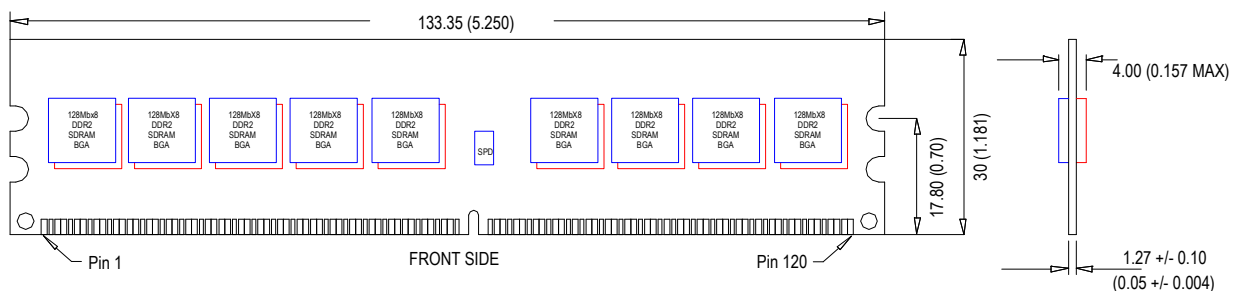 133.35 (5.250)
4.00 (0.157 MAX)
128Mbx8
DDR2
SDRAM
BGA
128MbX8
DDR2
SDRAM
BGA
128MbX8
DDR2
SDRAM
BGA
128MbX8
DDR2
SDRAM
BGA
128MbX8
DDR2
SDRAM
BGA
SPD
128MbX8
DDR2
SDRAM
BGA
128MbX8
DDR2
SDRAM
BGA
128MbX8
DDR2
SDRAM
BGA
128MbX8
DDR2
SDRAM
BGA
17.80 (0.70)
30 (1.181)
Pin 1
FRONT SIDE
Pin 120
1.27 +/- 0.10
(0.05 +/- 0.004)